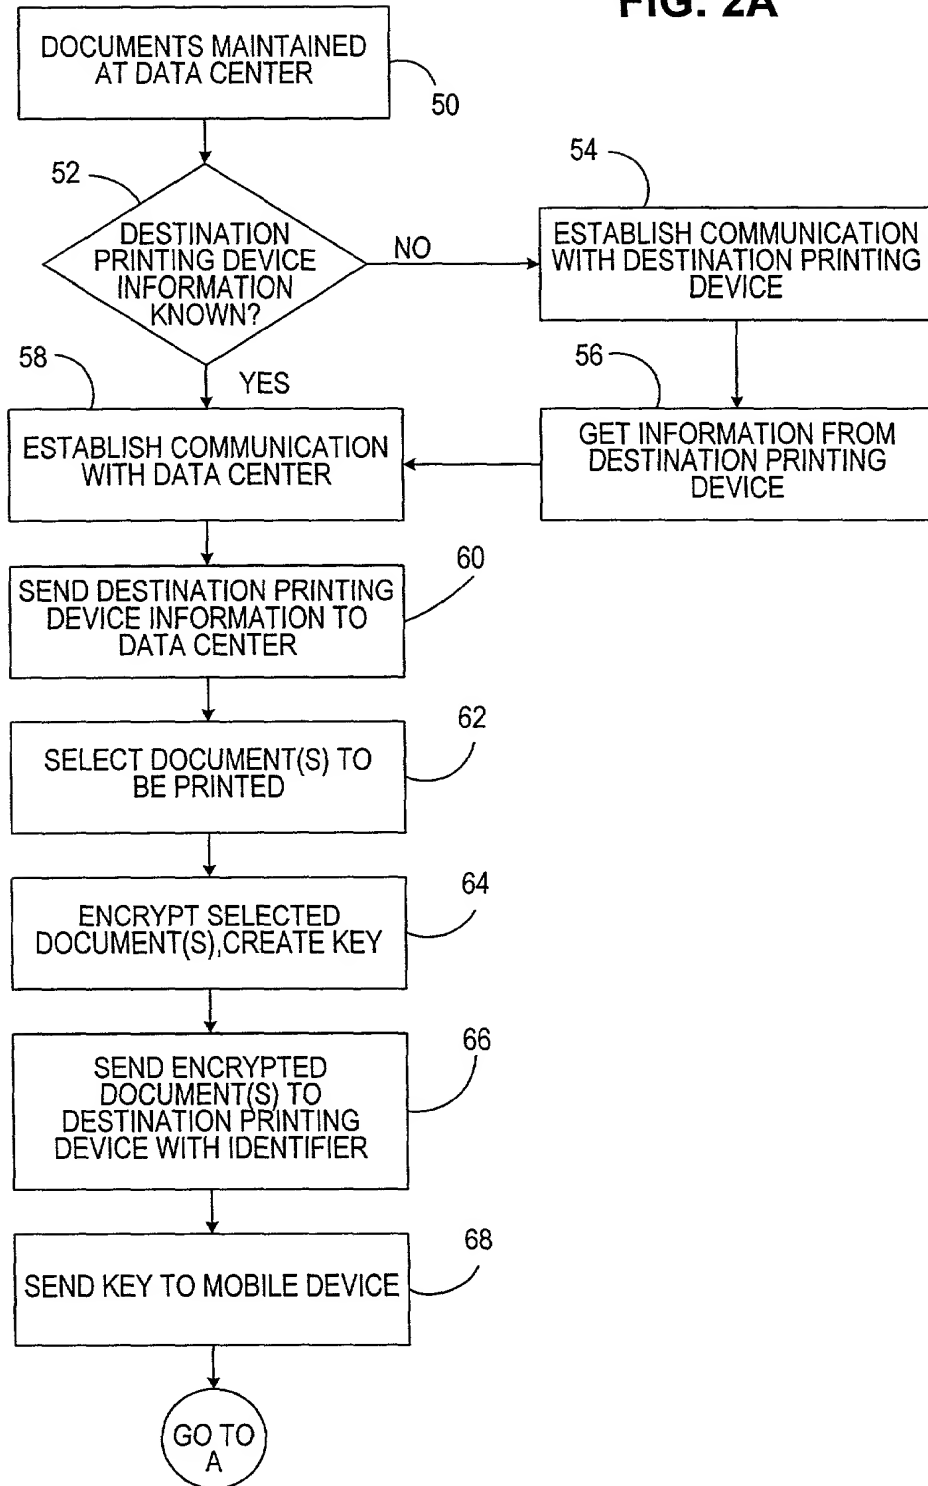 FIG. 2A
DOCUMENTS MAINTAINED
AT DATA CENTER
50
52
DESTINATION
PRINTING DEVICE
INFORMATION
KNOWN?
NO
54
ESTABLISH COMMUNICATION
WITH DESTINATION PRINTING
DEVICE
58
YES
56
ESTABLISH COMMUNICATION
WITH DATA CENTER
GET INFORMATION FROM
DESTINATION PRINTING
DEVICE
60
SEND DESTINATION PRINTING
DEVICE INFORMATION TO
DATA CENTER
62
SELECT DOCUMENT(S) TO
BE PRINTED
64
ENCRYPT SELECTED
DOCUMENT(S),CREATE KEY
66
SEND ENCRYPTED
DOCUMENT(S) TO
DESTINATION PRINTING
DEVICE WITH IDENTIFIER
68
SEND KEY TO MOBILE DEVICE
GO TO
A